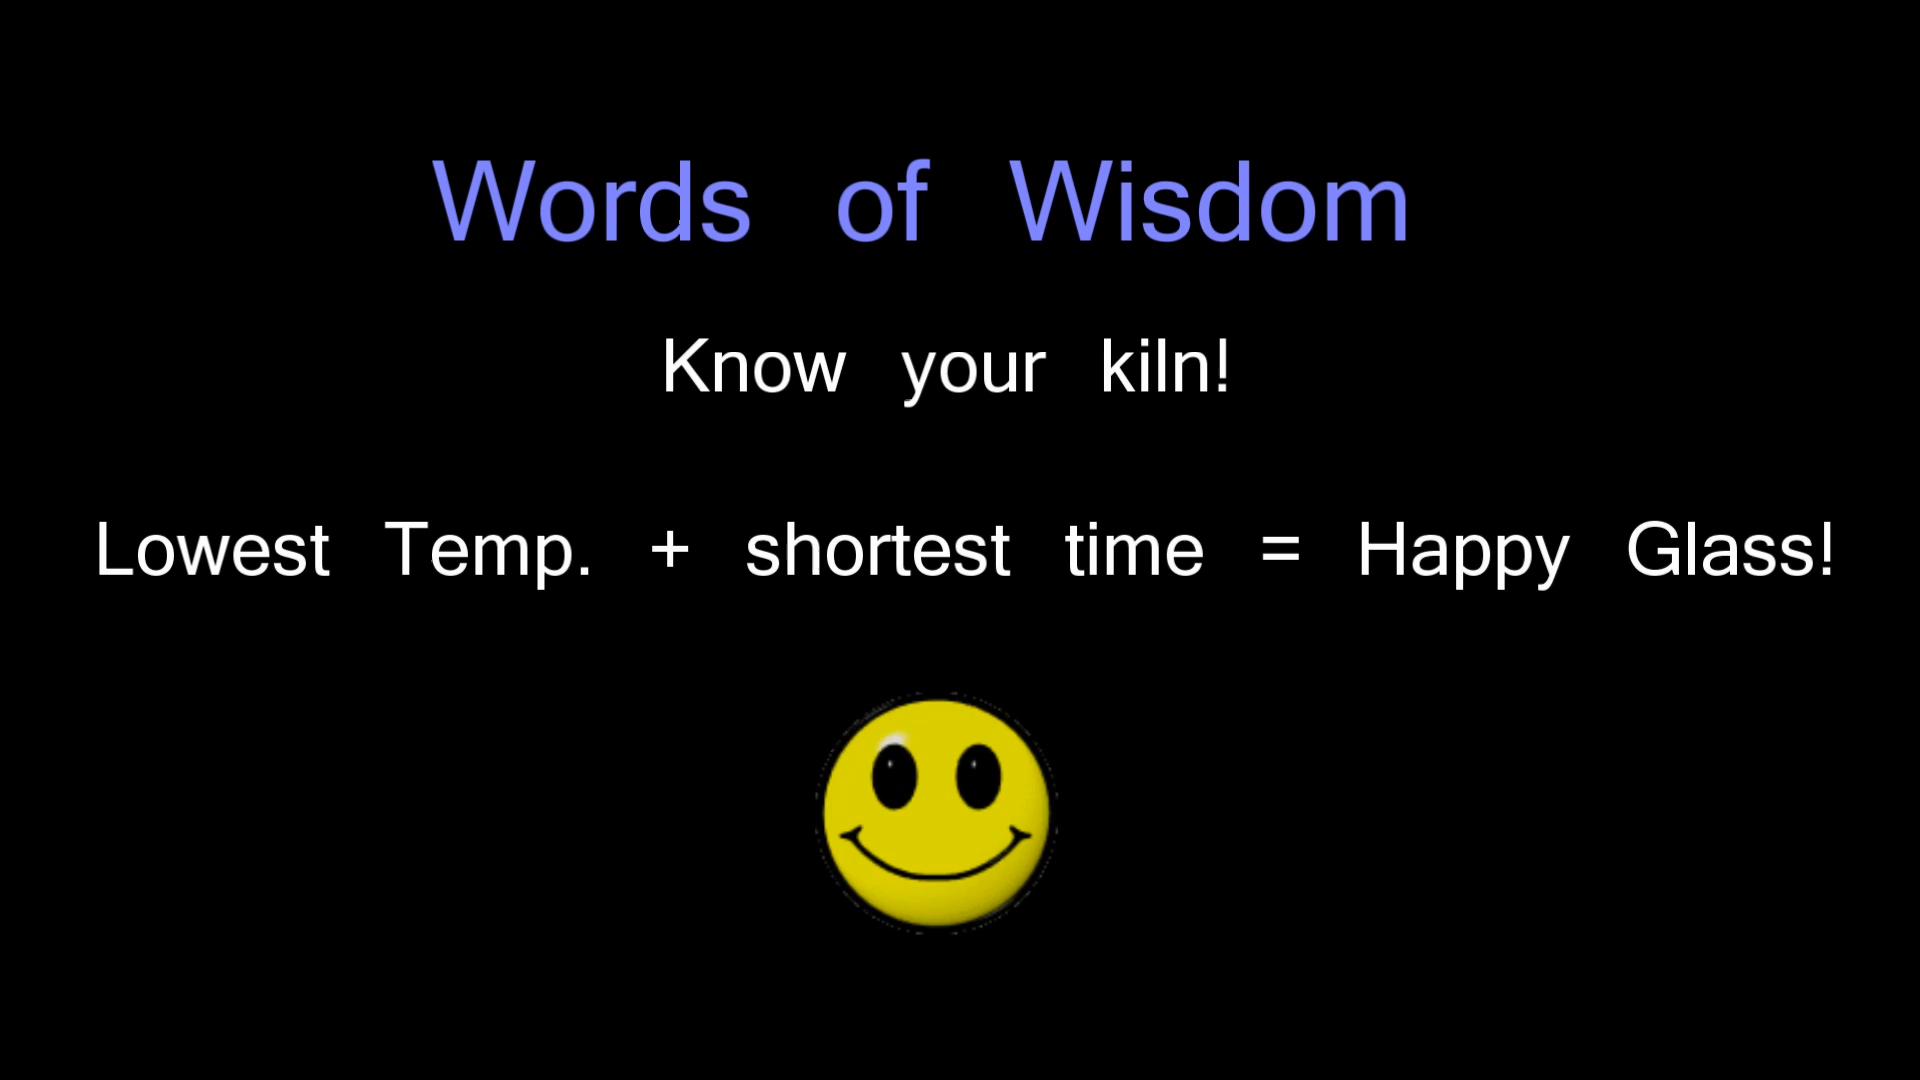 Words of Wisdom
Know your kiln!
Lowest Temp. + shortest time = Happy Glass!